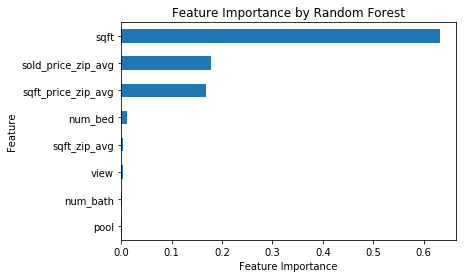 Feature Importance by Random Forest
sqft
sold_price_zip_avg
sqft_price_zip_avg
num_bed
sqft_zip_avg
view
num_bath
pool
Feature
0.0 0.1 0.2 0.3 0.4 0.5 0.6
Feature Importance